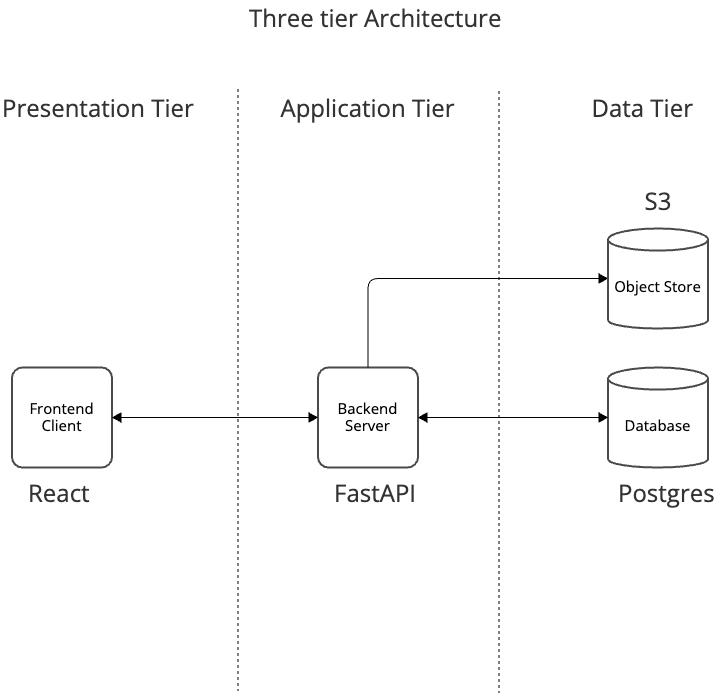 Three tier Architecture
Presentation Tier
Application Tier
Data Tier
S3
Object Store
Frontend
Client
Backend
Server
Database
React
FastAPI
Postgres